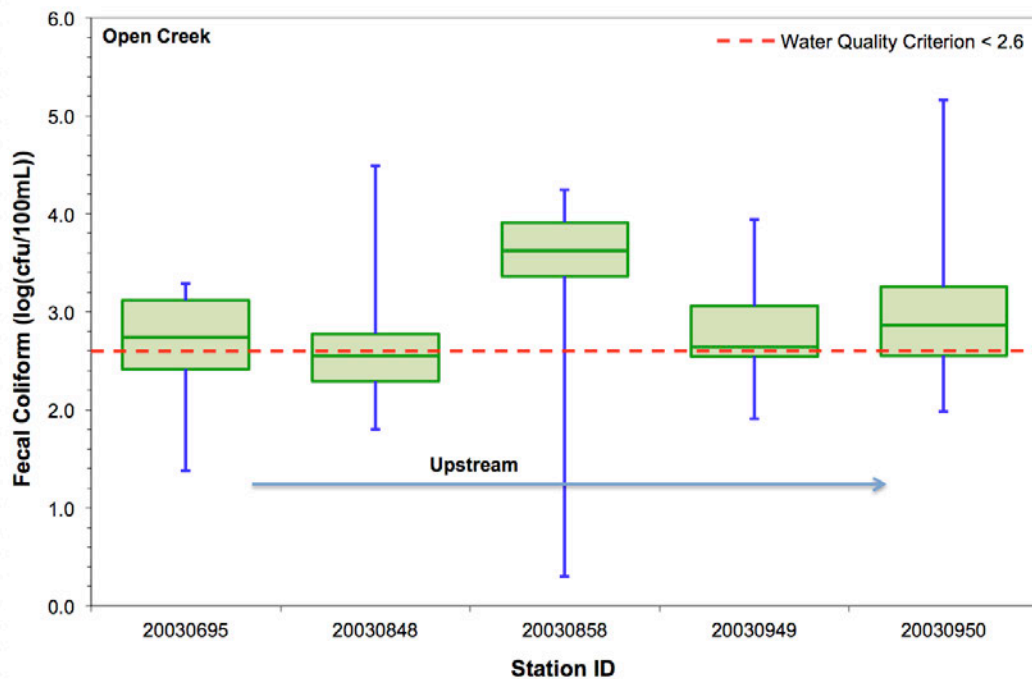 Open Creek
Water Quality Criterion < 2.6
Fecal Coliform (log(cfu/100mL))
6.0
5.0
4.0
3.0
2.0
1.0
0.0
Upstream
20030695 20030848 20030858 20030949 20030950
Station ID